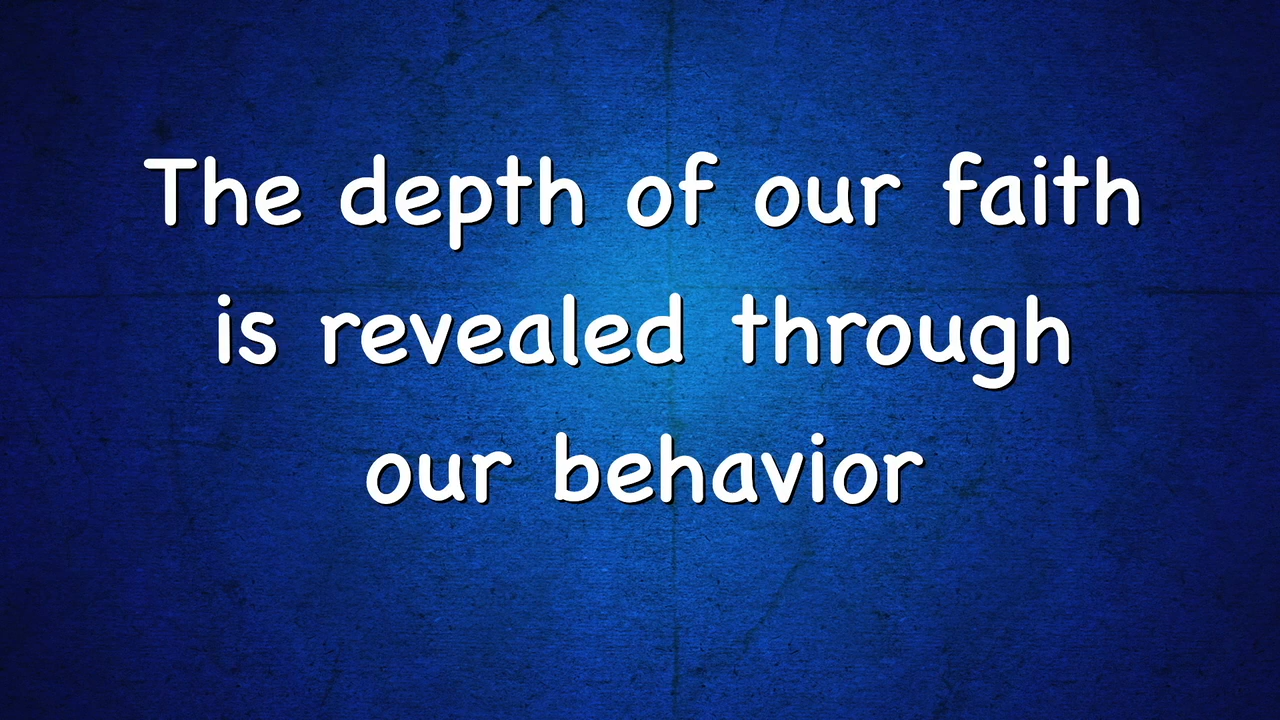 The depth of our faith
is revealed through
our behavior